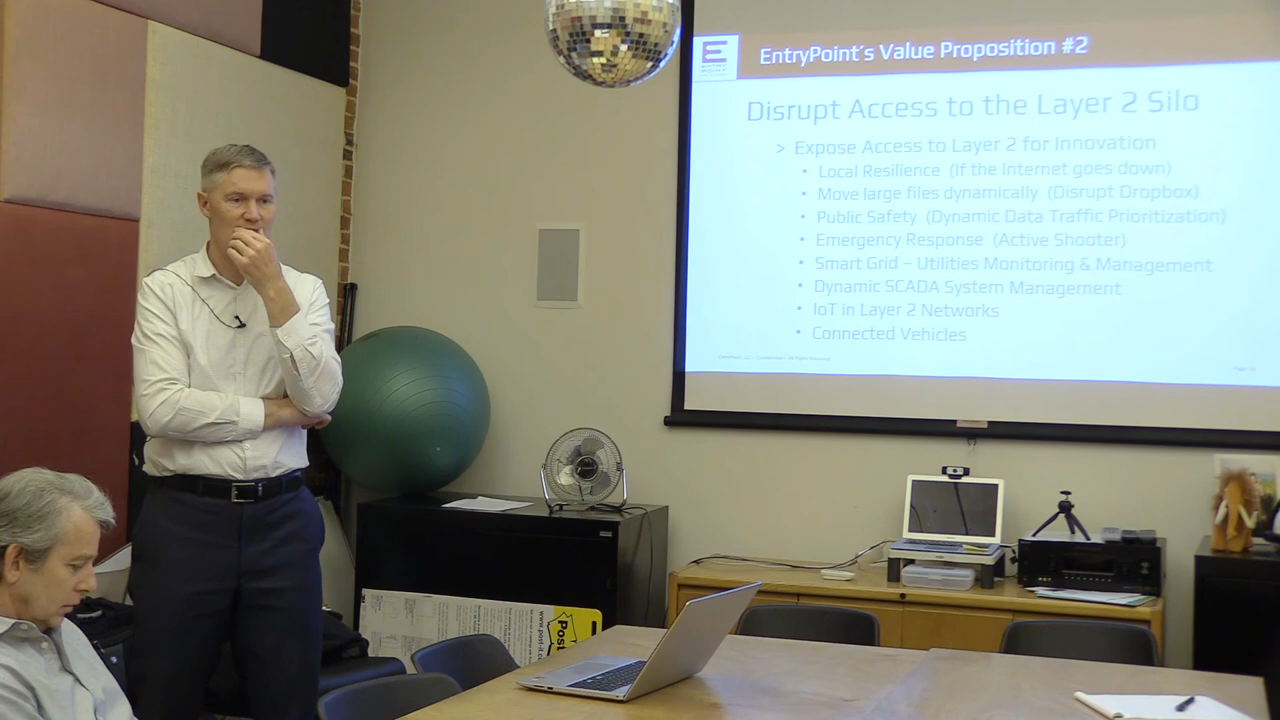 EntryPoint's Value Proposition #2
ENTRY
POINT
Disrupt Access to the Layer 2 Silo
> Expose Access to Layer 2 for Innovation
• Local Resilience (If the Internet goes down)
• Move large files dynamically (Disrupt Dropbox)
• Public Safety (Dynamic Data Traffic Prioritization)
• Emergency Response (Active Shooter)
• Smart Grid – Utilities Monitoring & Management
• Dynamic SCADA System Management
• IoT in Layer 2 Networks
• Connected Vehicles
www.post-it.
Post